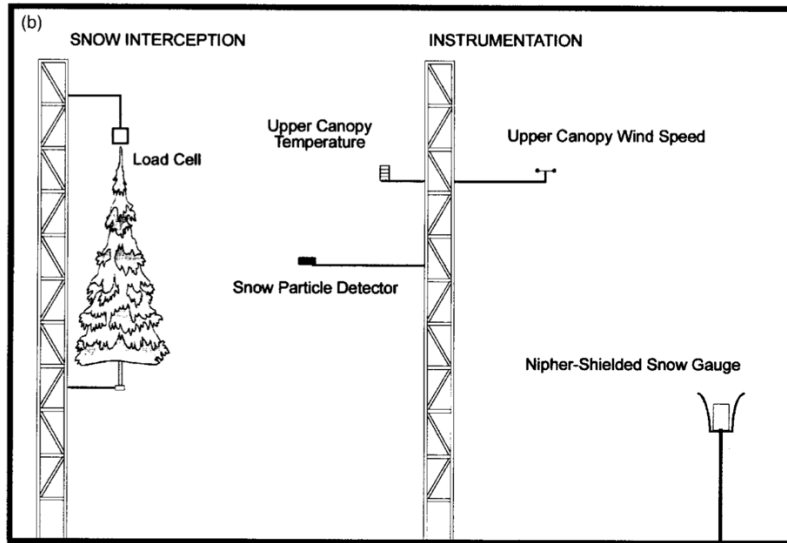 (b)
SNOW INTERCEPTION
INSTRUMENTATION
Upper Canopy
Temperature
Upper Canopy Wind Speed
Load Cell
Snow Particle Detector
Nipher-Shielded Snow Gauge